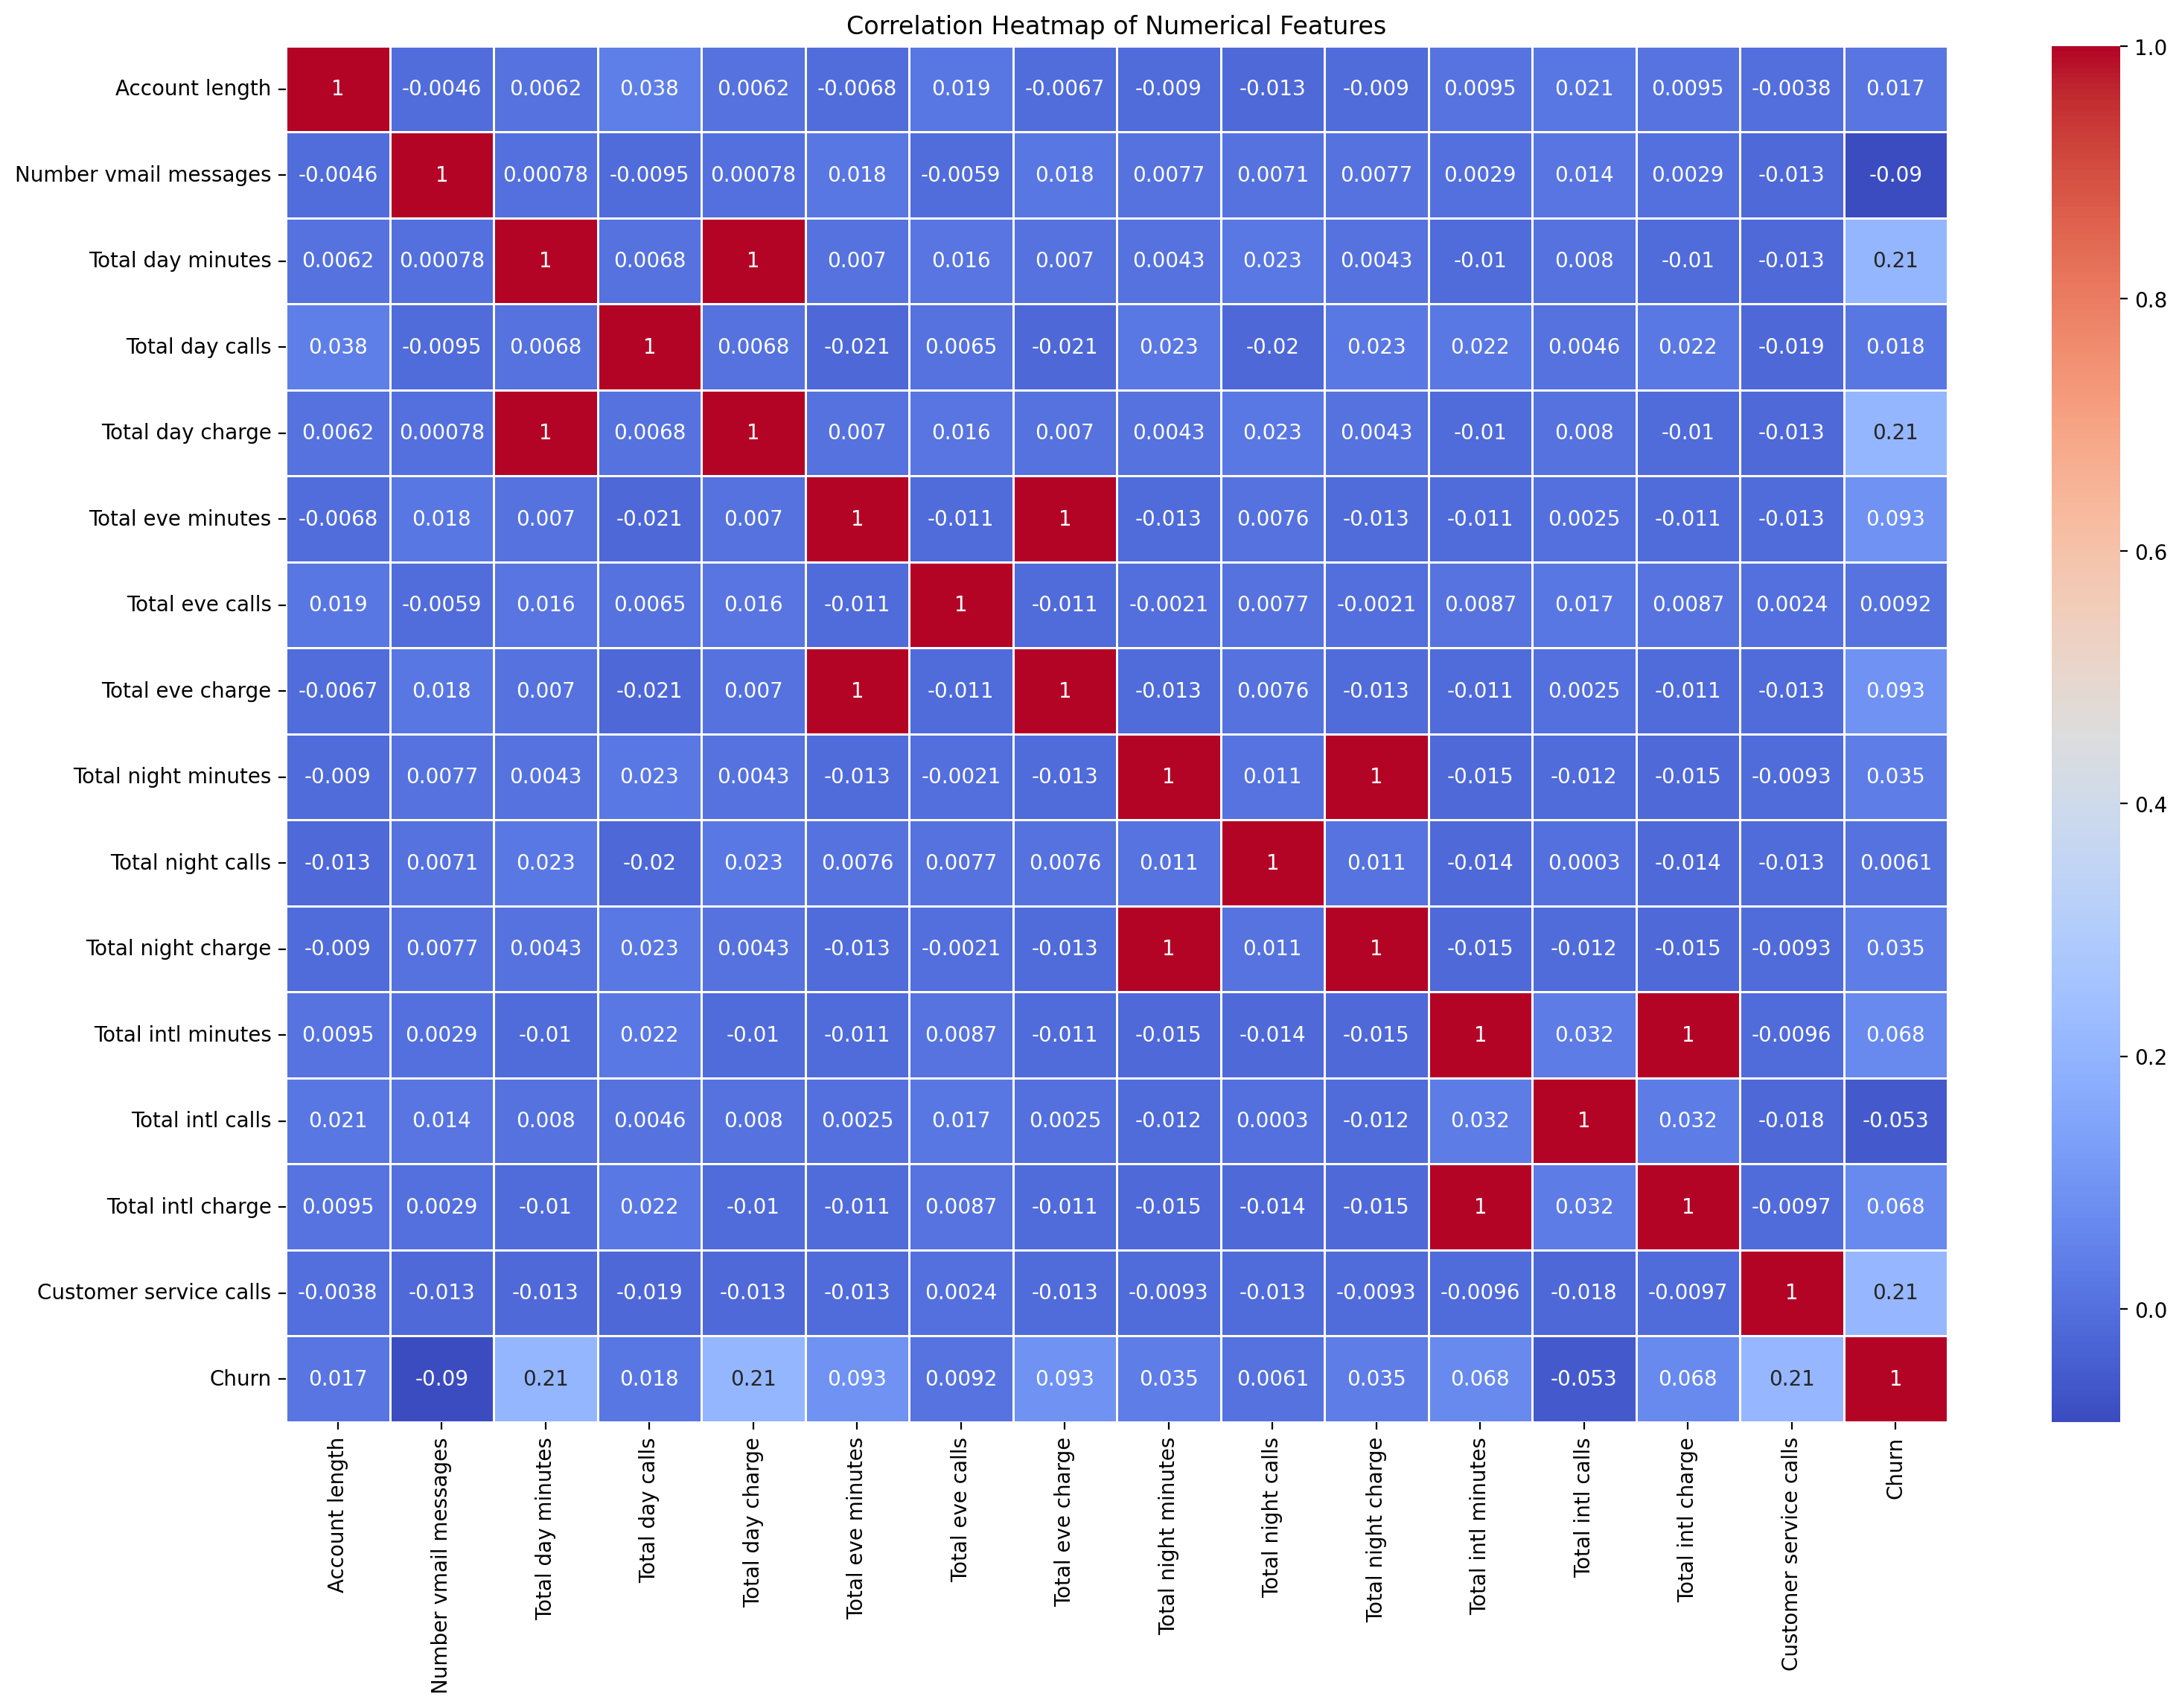 Correlation Heatmap of Numerical Features
Account length 1 -0.0046 0.0062 0.038 0.0062 -0.0068 0.019 -0.0067 -0.009 -0.013 -0.009 0.0095 0.021 0.0095 -0.0038 0.017
Number vmail messages -0.0046 1 0.00078 -0.0095 0.00078 0.018 -0.0059 0.018 0.0077 0.0071 0.0077 0.0029 0.014 0.0029 -0.013 -0.09
Total day minutes 0.0062 0.00078 1 0.0068 1 0.007 0.016 0.007 0.0043 0.023 0.0043 -0.01 0.008 -0.01 -0.013 0.21
Total day calls 0.038 -0.0095 0.0068 1 0.0068 -0.021 0.0065 -0.021 0.023 -0.02 0.023 0.022 0.0046 0.022 -0.019 0.018
Total day charge 0.0062 0.00078 1 0.0068 1 0.007 0.016 0.007 0.0043 0.023 0.0043 -0.01 0.008 -0.01 -0.013 0.21
Total eve minutes -0.0068 0.018 0.007 -0.021 0.007 1 -0.011 1 -0.013 0.0076 -0.013 -0.011 0.0025 -0.011 -0.013 0.093
Total eve calls 0.019 -0.0059 0.016 0.0065 0.016 -0.011 1 -0.011 -0.0021 0.0077 -0.0021 0.0087 0.017 0.0087 0.0024 0.0092
Total eve charge -0.0067 0.018 0.007 -0.021 0.007 1 -0.011 1 -0.013 0.0076 -0.013 -0.011 0.0025 -0.011 -0.013 0.093
Total night minutes -0.009 0.0077 0.0043 0.023 0.0043 -0.013 -0.0021 -0.013 1 0.011 1 -0.015 -0.012 -0.015 -0.0093 0.035
Total night calls -0.013 0.0071 0.023 -0.02 0.023 0.0076 0.0077 0.0076 0.011 1 0.011 -0.014 0.0003 -0.014 -0.013 0.0061
Total night charge -0.009 0.0077 0.0043 0.023 0.0043 -0.013 -0.0021 -0.013 1 0.011 1 -0.015 -0.012 -0.015 -0.0093 0.035
Total intl minutes 0.0095 0.0029 -0.01 0.022 -0.01 -0.011 0.0087 -0.011 -0.015 -0.014 -0.015 1 0.032 1 -0.0096 0.068
Total intl calls 0.021 0.014 0.008 0.0046 0.008 0.0025 0.017 0.0025 -0.012 0.0003 -0.012 0.032 1 0.032 -0.018 -0.053
Total intl charge 0.0095 0.0029 -0.01 0.022 -0.01 -0.011 0.0087 -0.011 -0.015 -0.014 -0.015 1 0.032 1 -0.0097 0.068
Customer service calls -0.0038 -0.013 -0.013 -0.019 -0.013 -0.013 0.0024 -0.013 -0.0093 -0.013 -0.0093 -0.0096 -0.018 -0.0097 1 0.21
Churn 0.017 -0.09 0.21 0.018 0.21 0.093 0.0092 0.093 0.035 0.0061 0.035 0.068 -0.053 0.068 0.21 1
Account length
Number vmail messages
Total day minutes
Total day calls
Total day charge
Total eve minutes
Total eve calls
Total eve charge
Total night minutes
Total night calls
Total night charge
Total intl minutes
Total intl calls
Total intl charge
Customer service calls
Churn
1.0
0.8
0.6
0.4
0.2
0.0